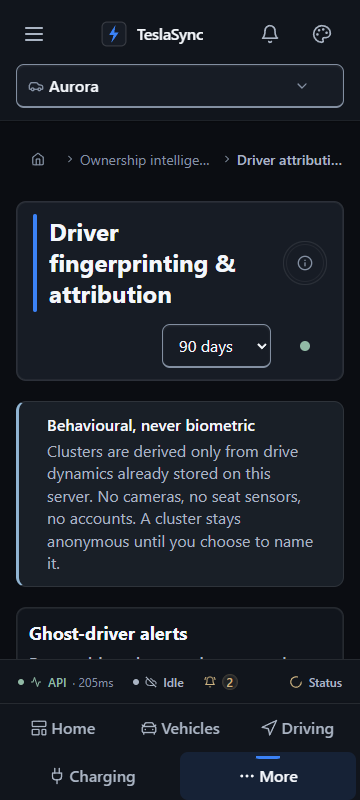 TeslaSync
Aurora
Ownership intellige...
Driver attributi...
Driver
fingerprinting &
attribution
90 days
Behavioural, never biometric
Clusters are derived only from drive
dynamics already stored on this
server. No cameras, no seat sensors,
no accounts. A cluster stays
anonymous until you choose to name
it.
Ghost-driver alerts
API · 205ms
Idle
2
Status
Home
Vehicles
Driving
Charging
More